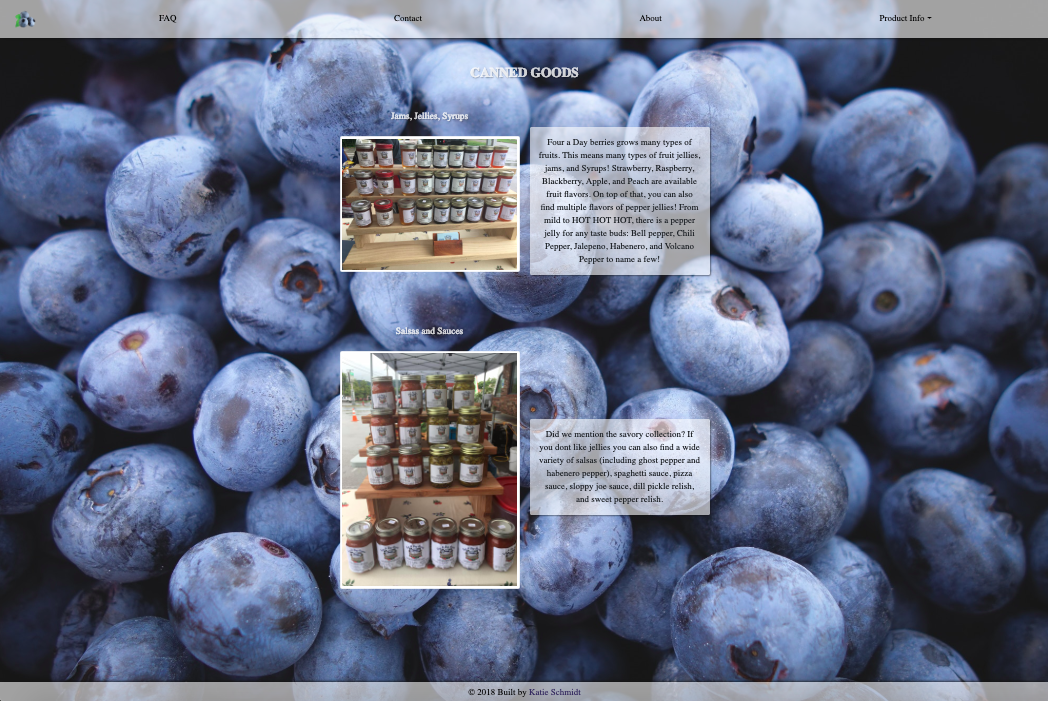 FAQ
Contact
About
Product Info
CANNED GOODS
Jams, Jellies, Syrups
Four a Day berries grows many types of
fruits. This means many types of fruit jellies,
jams, and Syrups! Strawberry, Raspberry,
Blackberry, Apple, and Peach are available
fruit flavors. On top of that, you can also
find multiple flavors of pepper jellies! From
mild to HOT HOT HOT, there is a pepper
jelly for any taste buds: Bell pepper, Chili
Pepper, Jalepeno, Habenero, and Volcano
Pepper to name a few!
Salsas and Sauces
Did we mention the savory collection? If
you dont like jellies you can also find a wide
variety of salsas (including ghost pepper and
habenero pepper), spaghetti sauce, pizza
sauce, sloppy joe sauce, dill pickle relish,
and sweet pepper relish.
© 2018 Built by Katie Schmidt